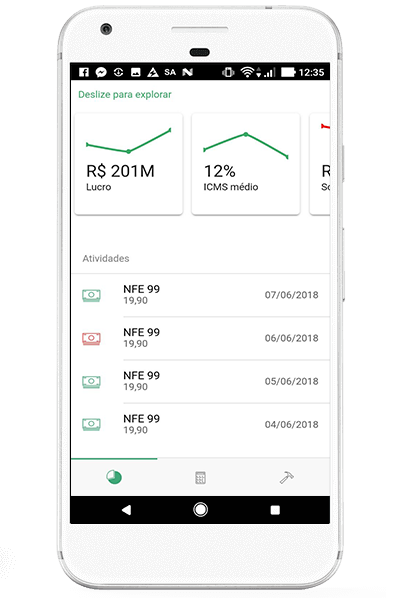 SA 12:35
Deslize para explorar
R$ 201M
Lucro
12%
ICMS médio
R
So
Atividades
NFE 99
19,90
07/06/2018
NFE 99
19,90
06/06/2018
NFE 99
19,90
05/06/2018
NFE 99
19,90
04/06/2018